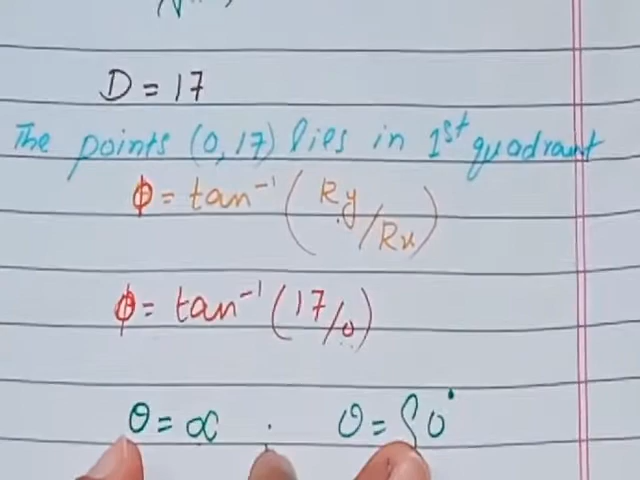 D = 17
The points (0,17) lies in 1st quadrant
ϕ = tan⁻¹ (Ry/Rx)
ϕ = tan⁻¹ (17/0)
θ = ∝ . θ = 90°